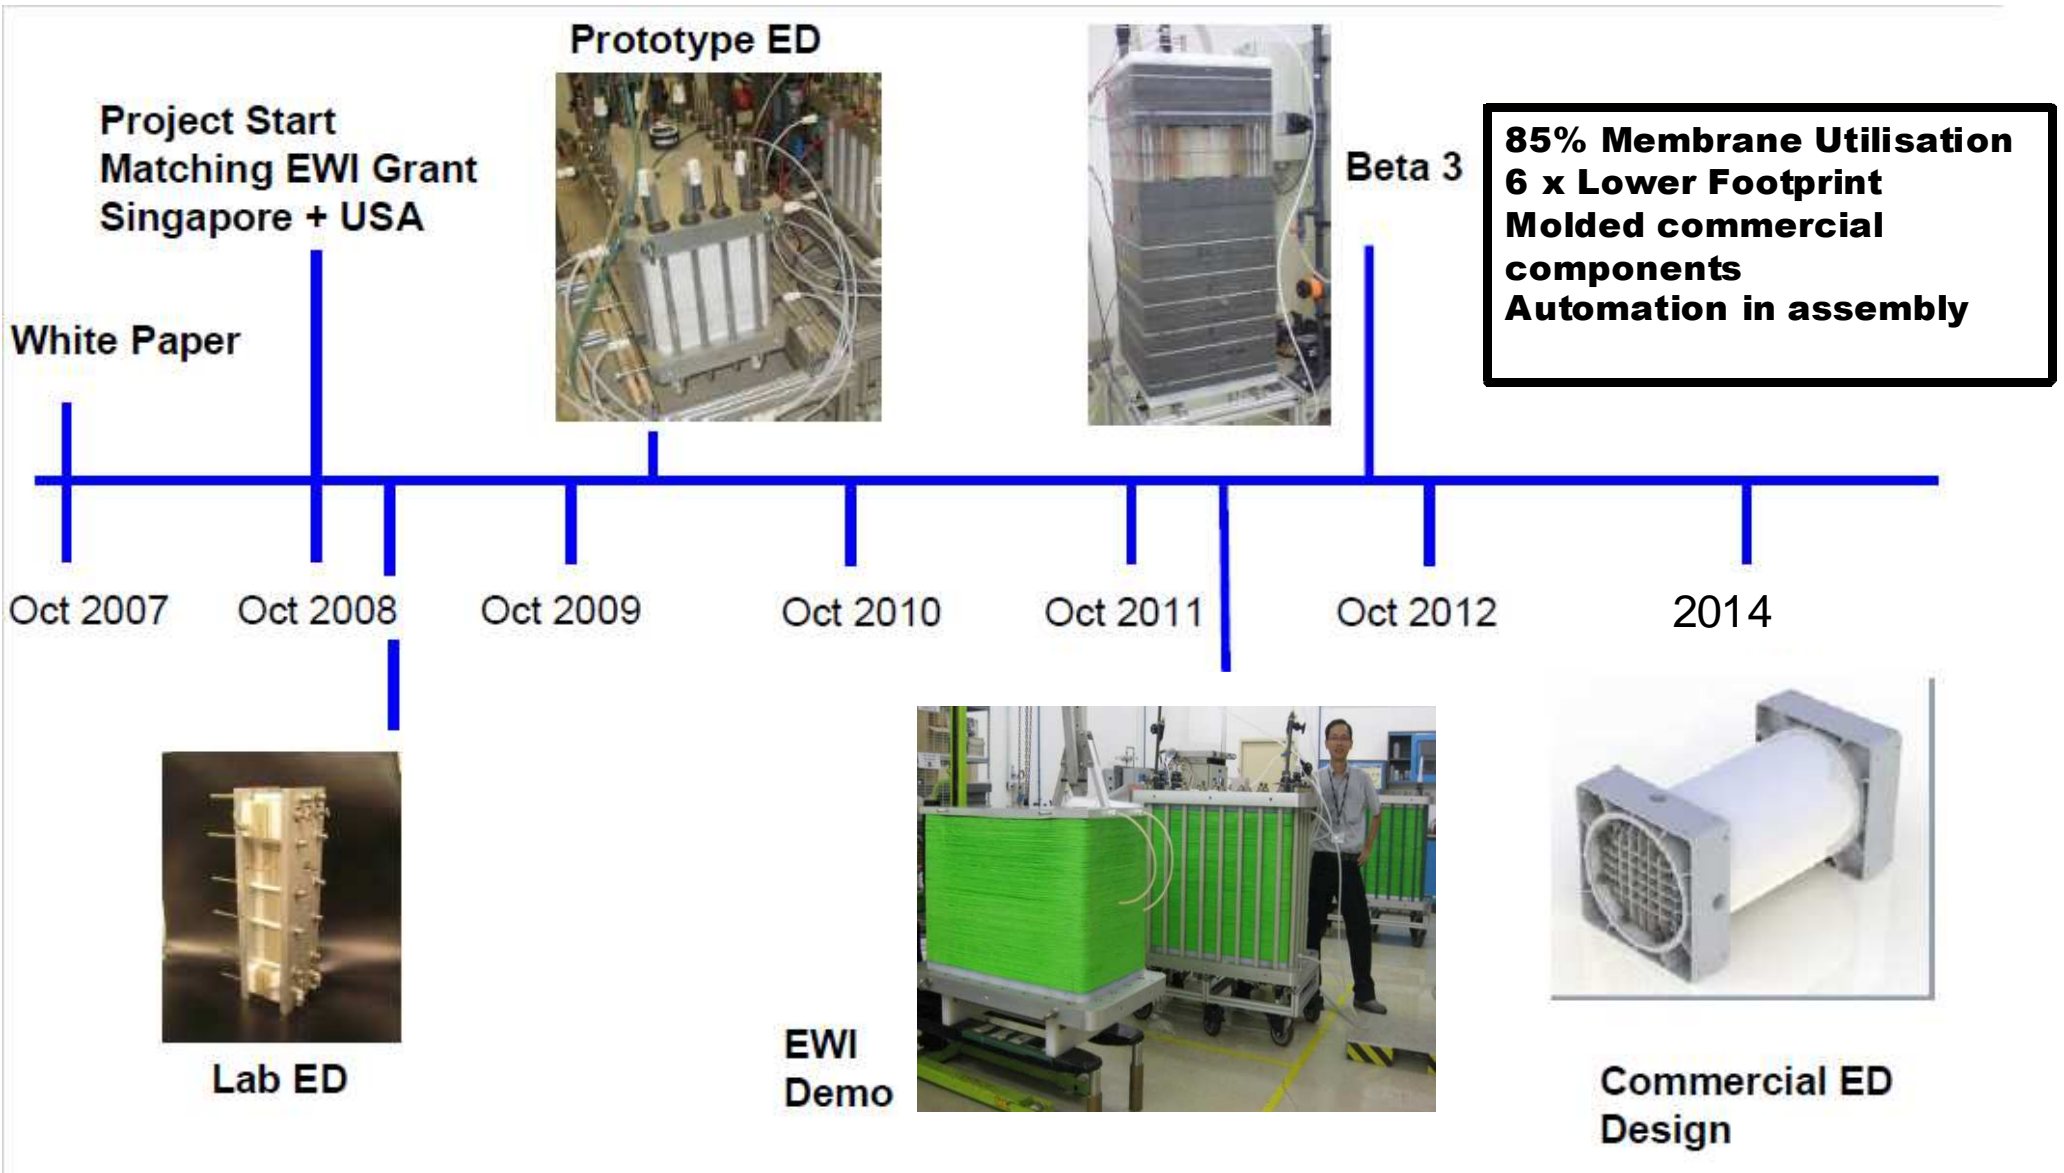 Prototype ED
Project Start
Matching EWI Grant
Singapore + USA
White Paper
Beta 3
85% Membrane Utilisation
6 x Lower Footprint
Molded commercial
components
Automation in assembly
Oct 2007
Oct 2008
Oct 2009
Oct 2010
Oct 2011
Oct 2012
2014
Lab ED
EWI
Demo
Commercial ED
Design